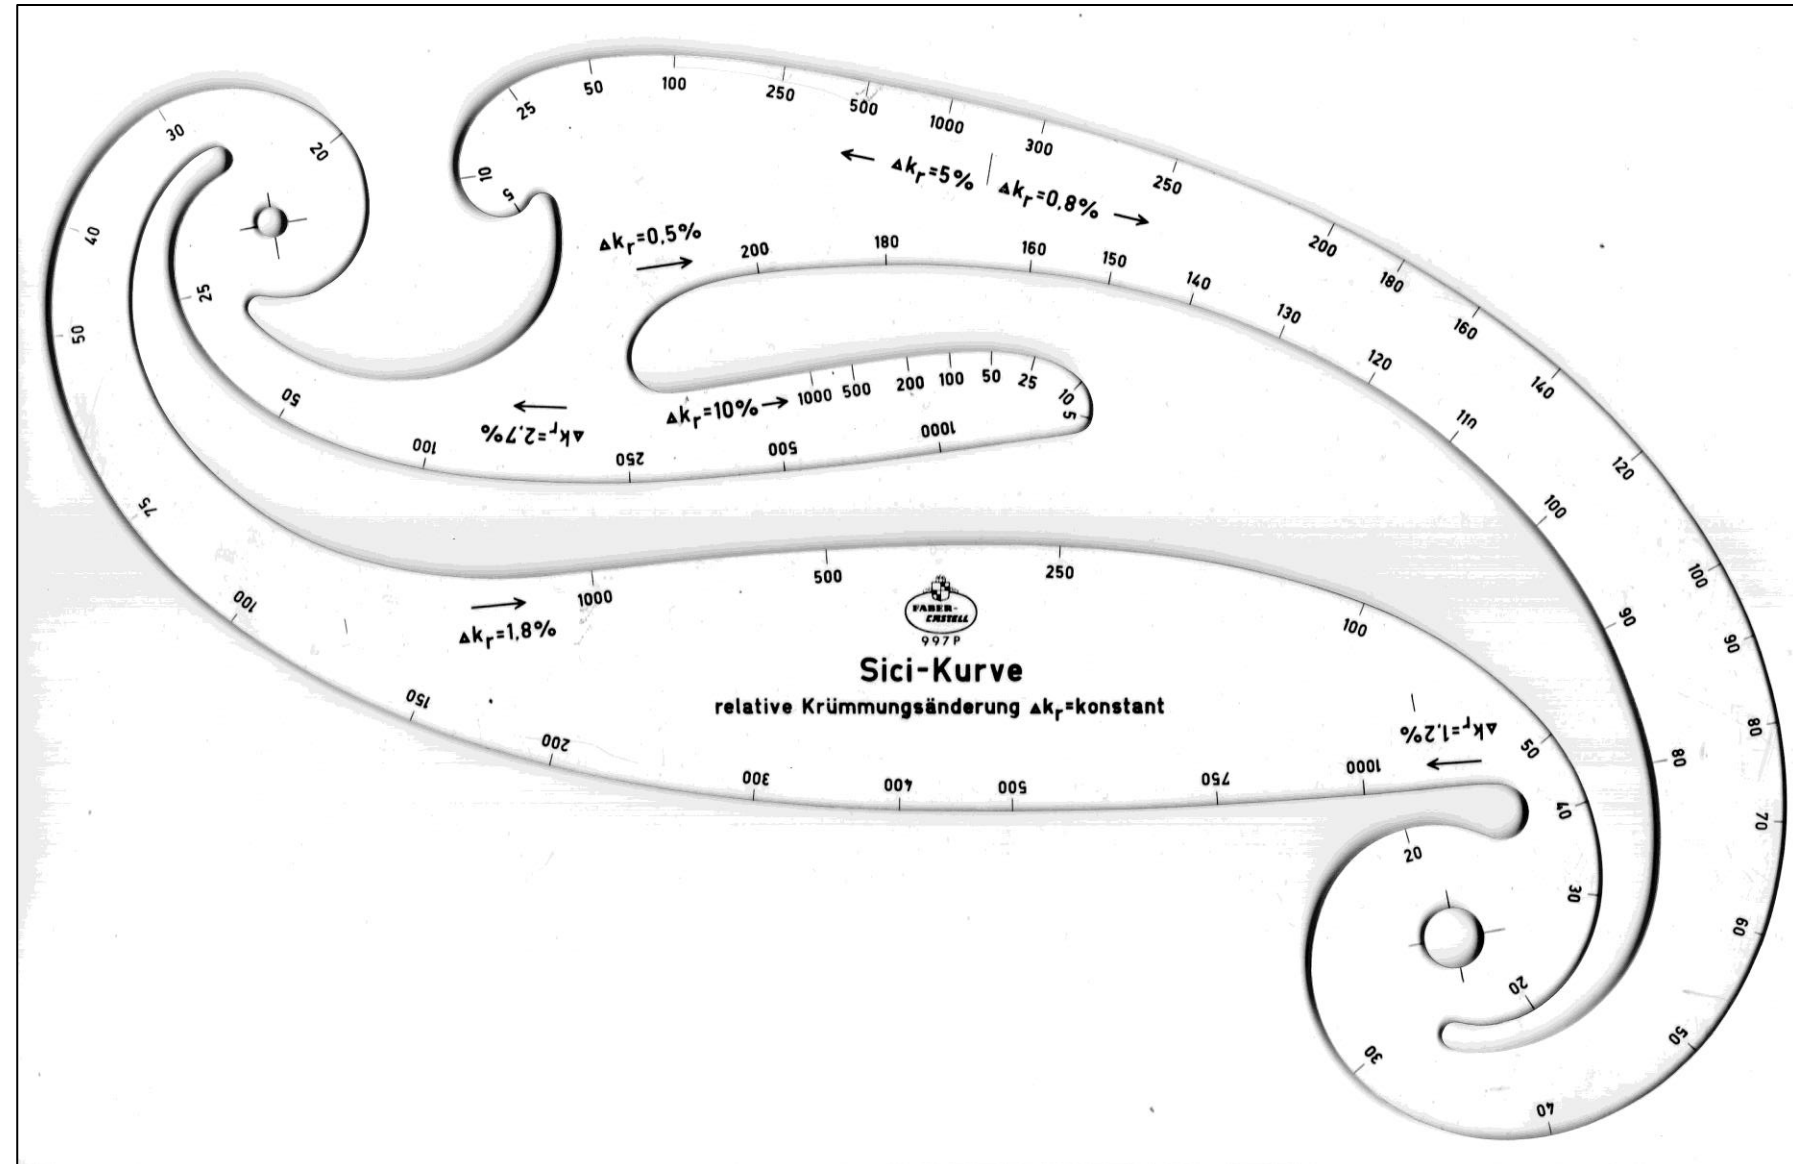 50 100 250 500 1000 300 250 200 180 160 140 120 100 90 80 70 60 50 40 30 20
25
10
5
← Δkᵣ=5% | Δkᵣ=0,8% →
30
20
40
50
75
100
150
200
300
400
500
750
1000
Δkᵣ=1,2%
←
25
50
100
250
500
1000
Δkᵣ=2,7%
←
Δkᵣ=0,5%
→
200 180 160 150 140 130 120 110 100 90 80
Δkᵣ=10% → 1000 500 200 100 50 25 10 5
→
Δkᵣ=1,8%
1000 500 250 100 50 40 30 20
FABER-
CASTELL
997P
Sici-Kurve
relative Krümmungsänderung Δkᵣ=konstant